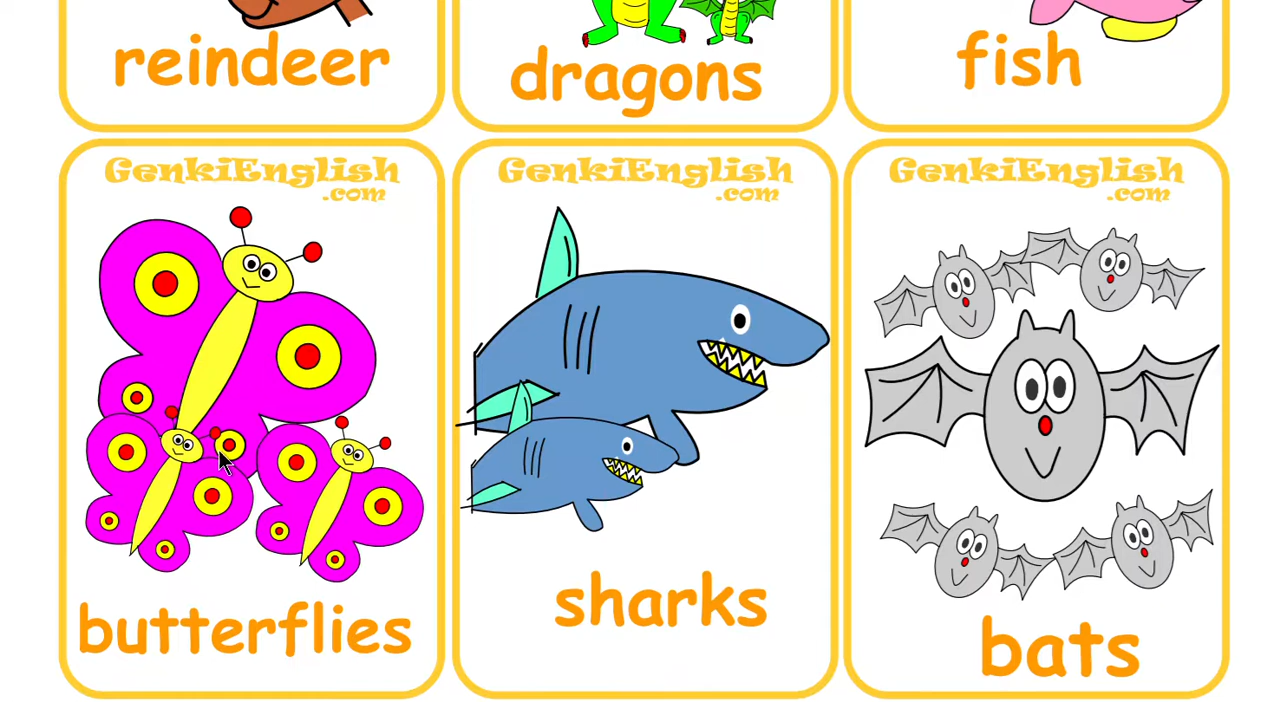 reindeer
dragons
fish
GenkiEnglish
.com
GenkiEnglish
.com
GenkiEnglish
.com
butterflies
sharks
bats